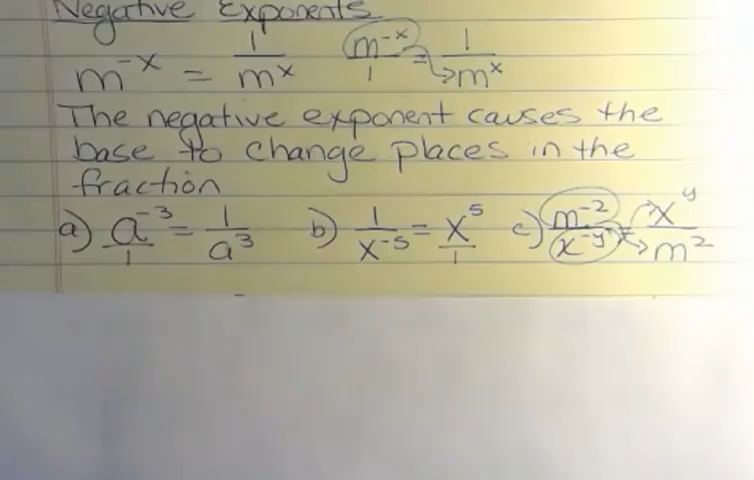 Negative Exponents
m^-x = 1/m^x   m^-x/1 = 1/m^x
The negative exponent causes the
base to change places in the
fraction
a) a^-3/1 = 1/a^3   b) 1/x^-5 = x^5/1   c) m^-2/x^-y = x^y/m^2